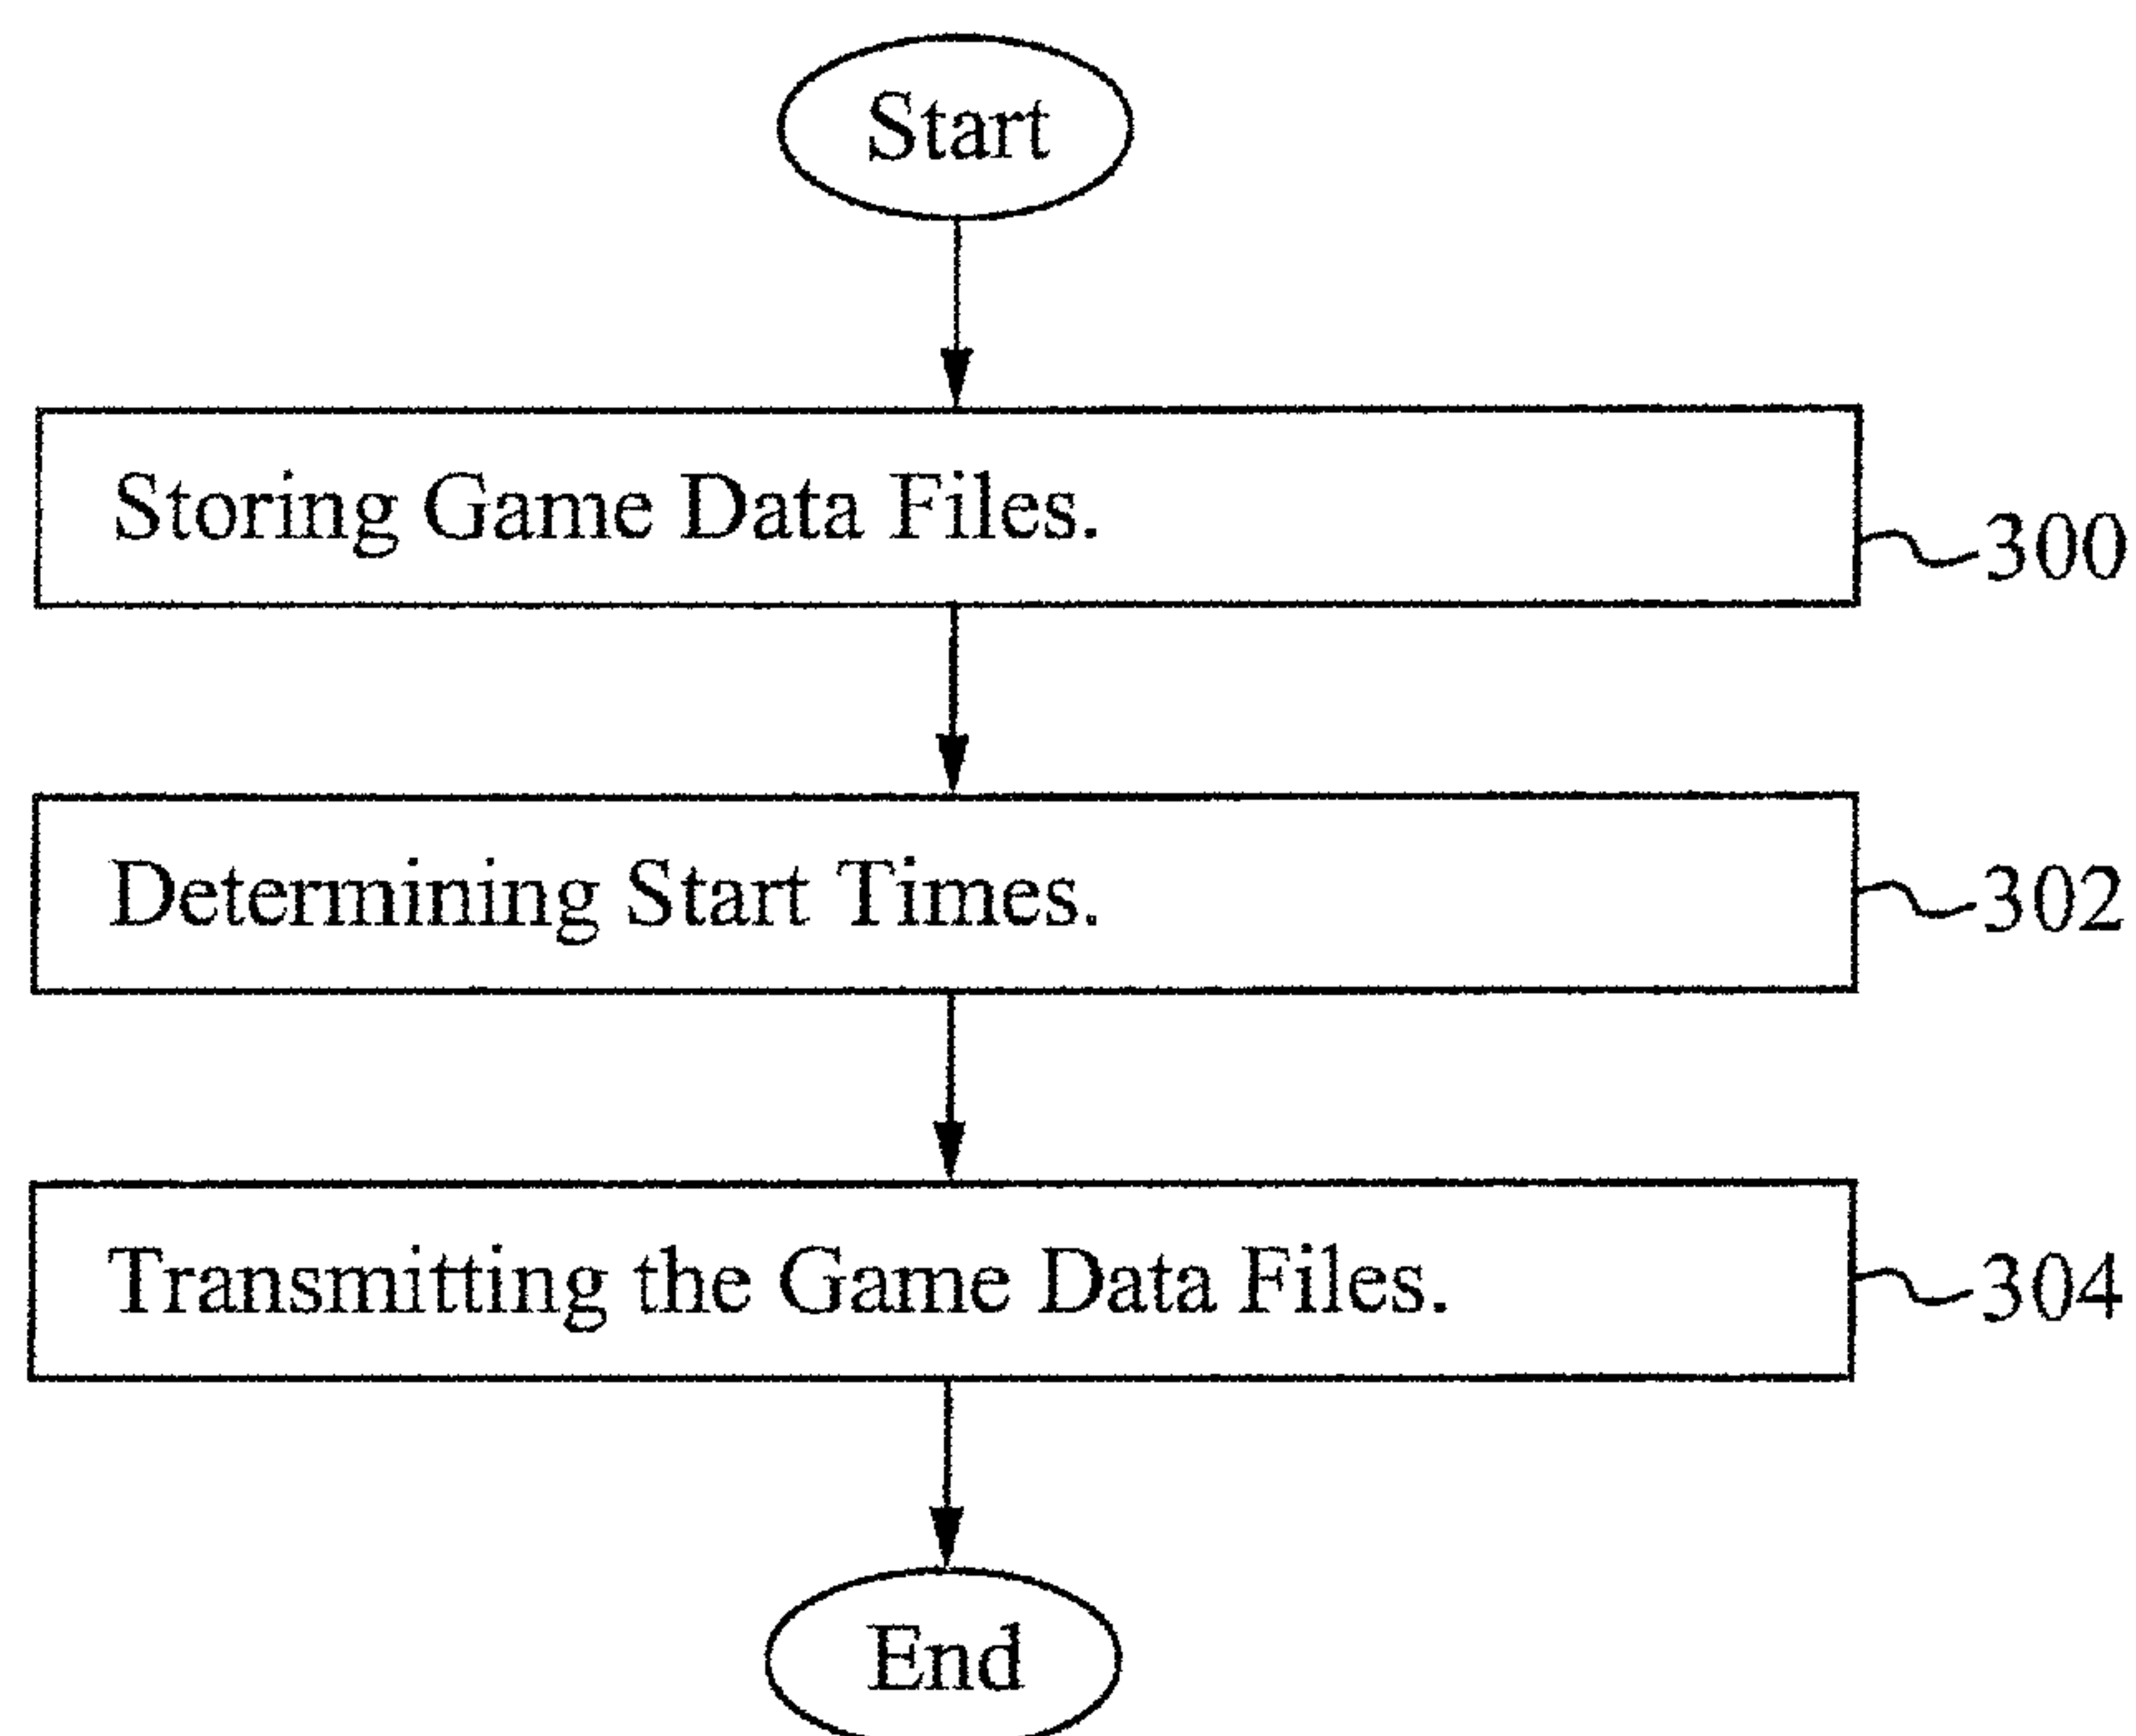 Start
Storing Game Data Files.
300
Determining Start Times.
302
Transmitting the Game Data Files.
304
End